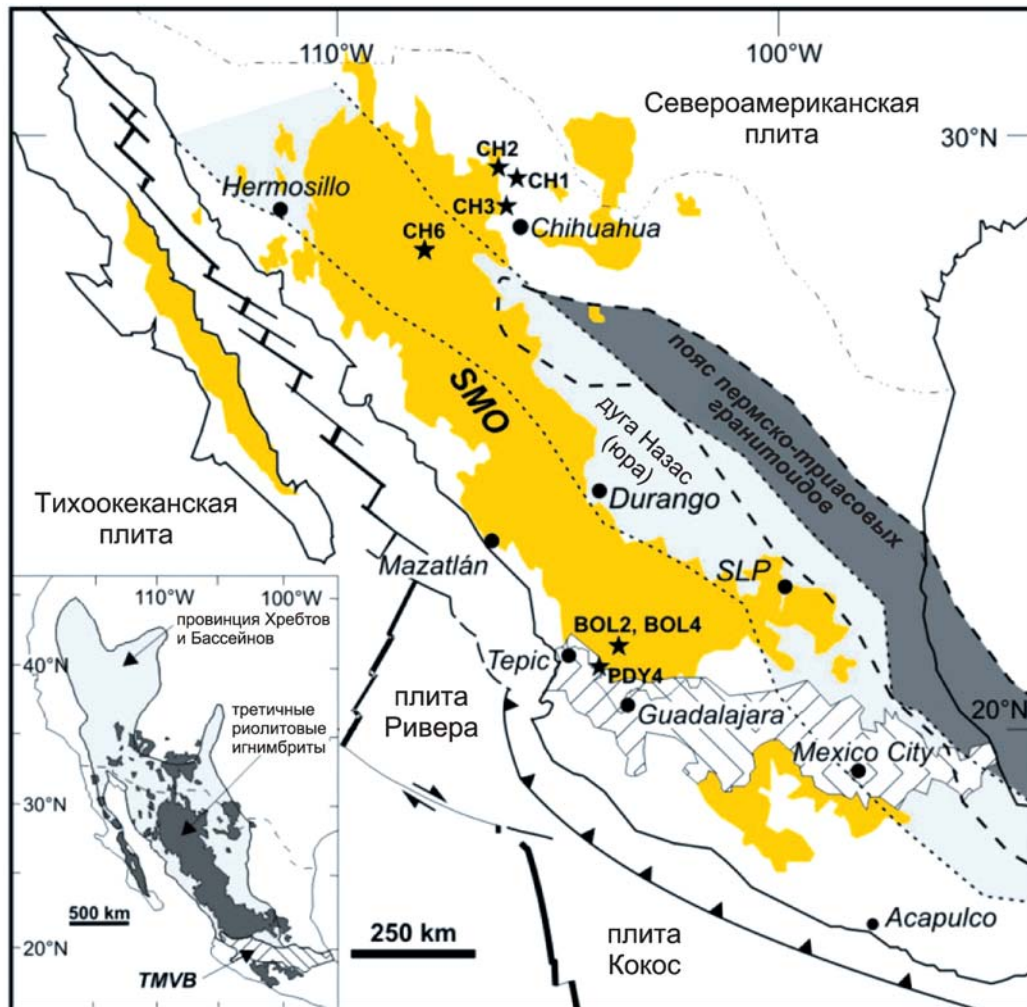 110°W
100°W
Североамериканская
плита
30°N
CH2
CH1
Hermosillo
CH3
Chihuahua
CH6
SMO
пояс пермско-триасовых
гранитоидов
дуга Назас
(юра)
Durango
Тихоокеканская
плита
Mazatlán
SLP
BOL2, BOL4
Tepic
PDY4
плита
Ривера
Guadalajara
20°N
Mexico City
Acapulco
250 km
плита
Кокос
110°W
100°W
провинция Хребтов
и Бассейнов
40°N
третичные
риолитовые
игнимбриты
30°N
500 km
20°N
TMVB